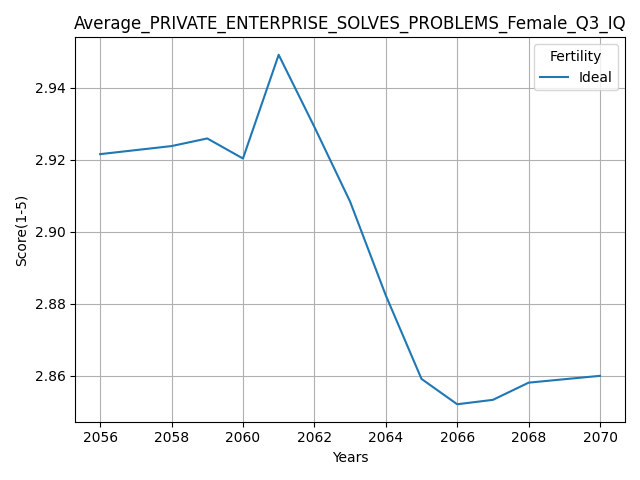 Average_PRIVATE_ENTERPRISE_SOLVES_PROBLEMS_Female_Q3_IQ
Fertility
Ideal
2.94
2.92
2.90
2.88
2.86
Score(1-5)
2056 2058 2060 2062 2064 2066 2068 2070
Years